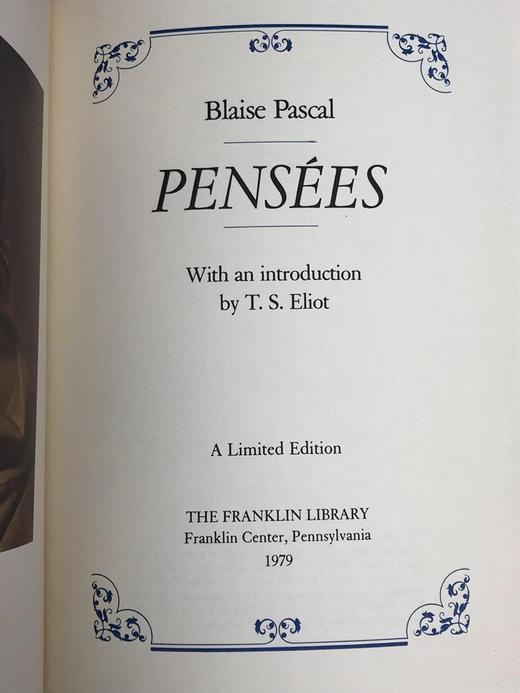 Blaise Pascal
PENSÉES
With an introduction
by T. S. Eliot
A Limited Edition
THE FRANKLIN LIBRARY
Franklin Center, Pennsylvania
1979